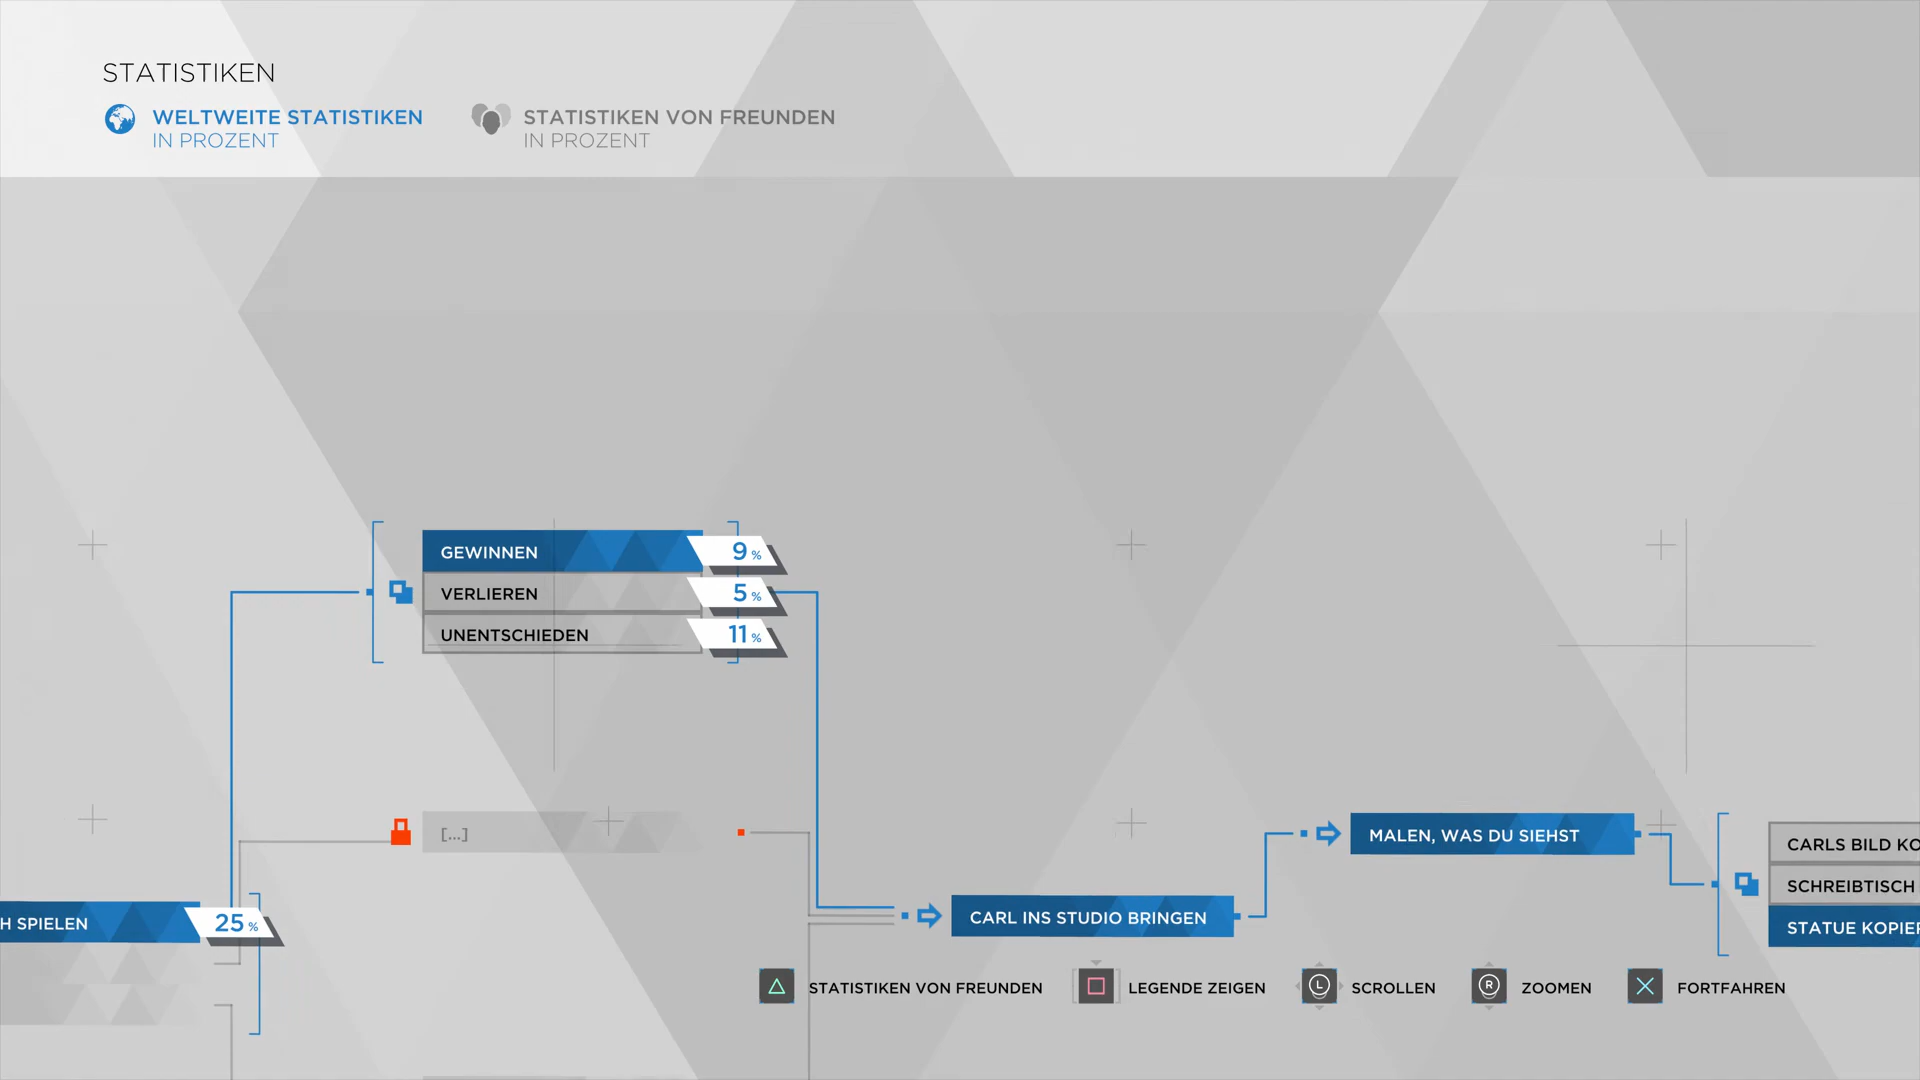 STATISTIKEN
WELTWEITE STATISTIKEN
IN PROZENT
STATISTIKEN VON FREUNDEN
IN PROZENT
GEWINNEN 9 %
VERLIEREN 5 %
UNENTSCHIEDEN 11 %
[...]
H SPIELEN 25 %
CARL INS STUDIO BRINGEN
MALEN, WAS DU SIEHST
CARLS BILD KO
SCHREIBTISCH
STATUE KOPIER
STATISTIKEN VON FREUNDEN
LEGENDE ZEIGEN
L SCROLLEN
R ZOOMEN
FORTFAHREN